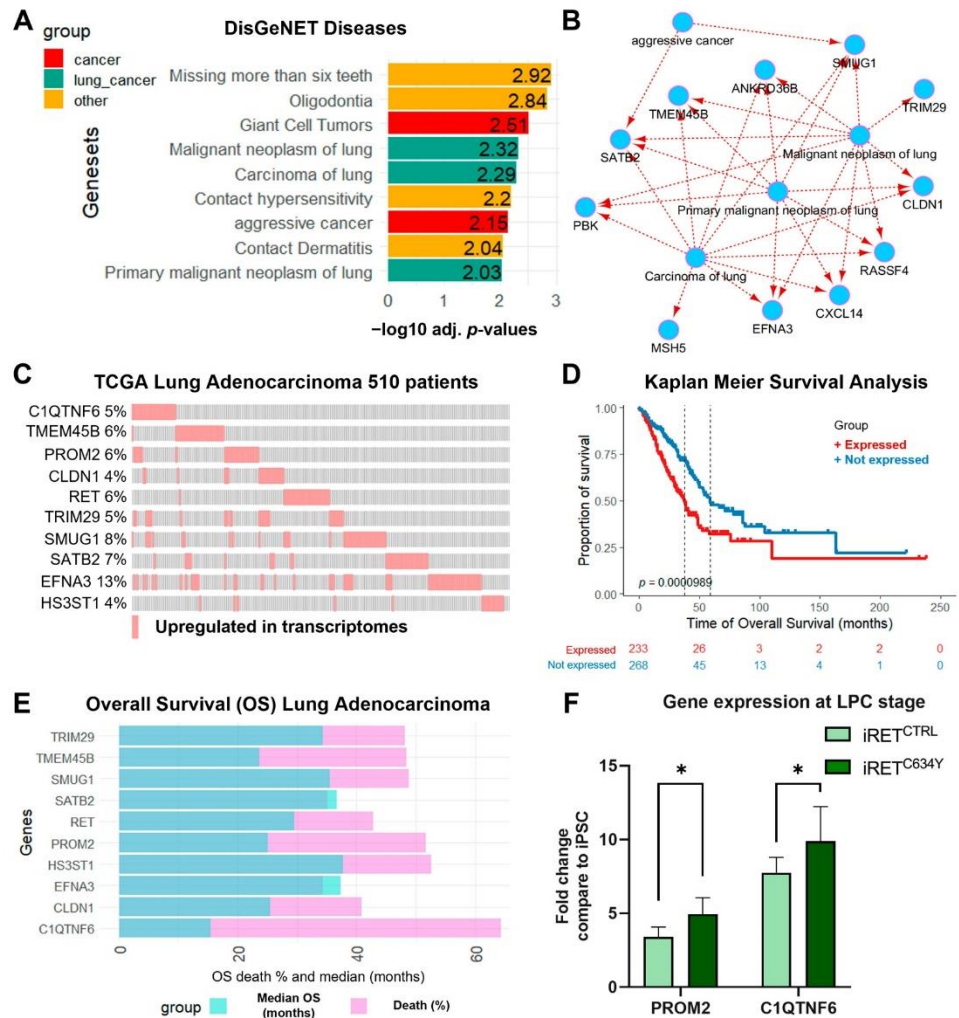 A
DisGeNET Diseases
group
cancer
lung_cancer
other
Genesets
Missing more than six teeth 2.92
Oligodontia 2.84
Giant Cell Tumors 2.51
Malignant neoplasm of lung 2.32
Carcinoma of lung 2.29
Contact hypersensitivity 2.2
aggressive cancer 2.15
Contact Dermatitis 2.04
Primary malignant neoplasm of lung 2.03
0 1 2 3
−log10 adj. p-values
B
aggressive cancer
SMUG1
ANKRD36B
TRIM29
TMEM45B
Malignant neoplasm of lung
SATB2
CLDN1
Primary malignant neoplasm of lung
PBK
RASSF4
Carcinoma of lung
CXCL14
EFNA3
MSH5
C
TCGA Lung Adenocarcinoma 510 patients
C1QTNF6 5%
TMEM45B 6%
PROM2 6%
CLDN1 4%
RET 6%
TRIM29 5%
SMUG1 8%
SATB2 7%
EFNA3 13%
HS3ST1 4%
Upregulated in transcriptomes
D
Kaplan Meier Survival Analysis
Group
+ Expressed
+ Not expressed
Proportion of survival
1.00
0.75
0.50
0.25
0.00
p = 0.0000989
0 50 100 150 200 250
Time of Overall Survival (months)
Expressed 233 26 3 2 2 0
Not expressed 268 45 13 4 1 0
E
Overall Survival (OS) Lung Adenocarcinoma
Genes
TRIM29
TMEM45B
SMUG1
SATB2
RET
PROM2
HS3ST1
EFNA3
CLDN1
C1QTNF6
0 20 40 60
OS death % and median (months)
group
Median OS
(months)
Death (%)
F
Gene expression at LPC stage
iRETCTRL
iRETC634Y
Fold change
compare to iPSC
15
10
5
0
* *
PROM2 C1QTNF6